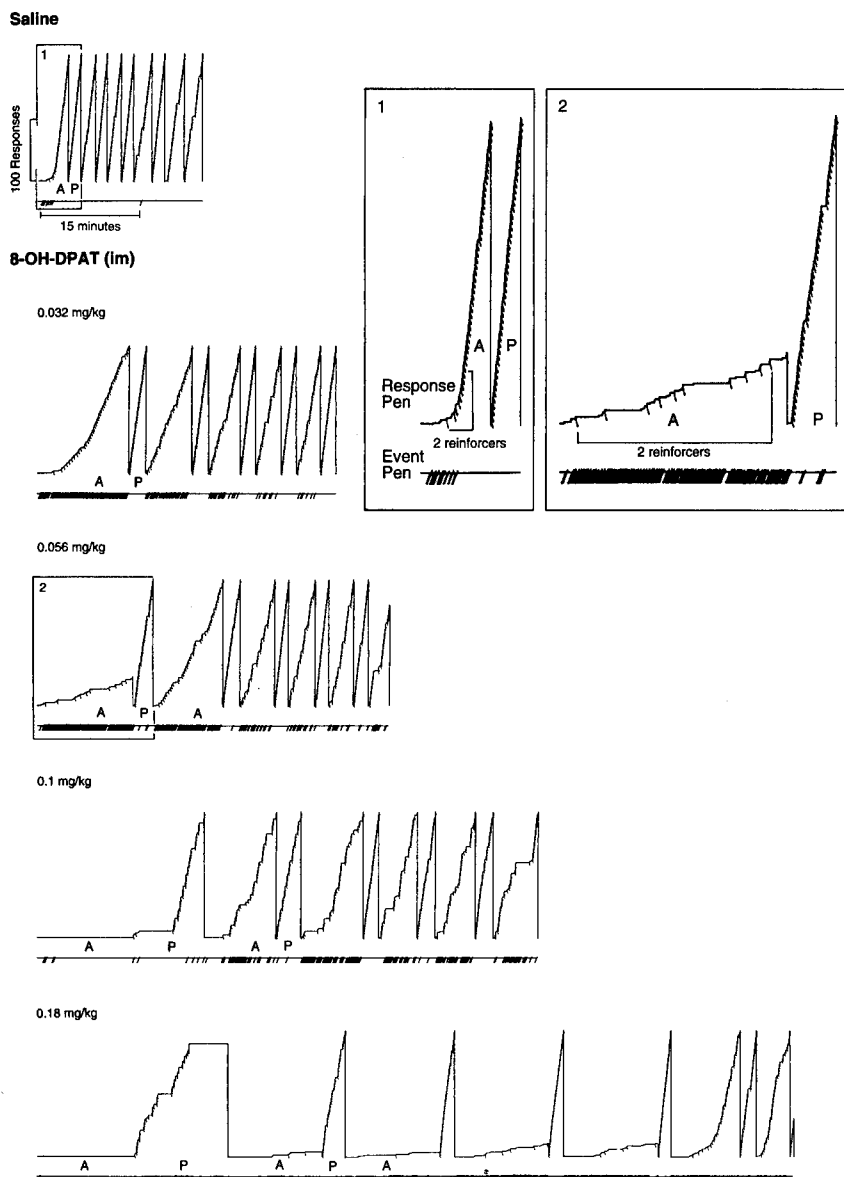 Saline
1
100 Responses
A P
15 minutes
8-OH-DPAT (im)
0.032 mg/kg
A P
0.056 mg/kg
2
A P A
0.1 mg/kg
A P A P
0.18 mg/kg
A P A P A
1
A P
Response
Pen
2 reinforcers
Event
Pen
2
A P
2 reinforcers